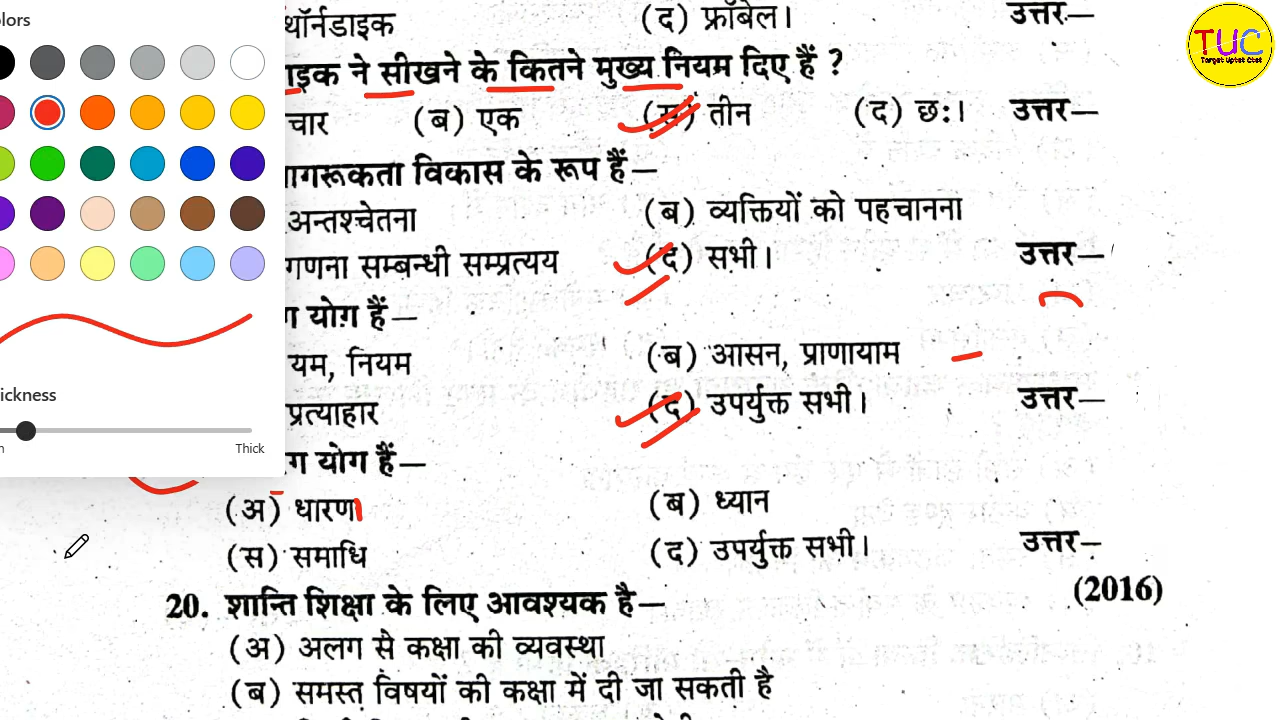 olors
थॉर्नडाइक (द) फ्रॉबेल। उत्तर—
TUC
Target Uptet Ctet
ाइक ने सीखने के कितने मुख्य नियम दिए हैं ?
चार (ब) एक (स) तीन (द) छः। उत्तर—
ागरूकता विकास के रूप हैं—
अन्तश्चेतना (ब) व्यक्तियों को पहचानना
गणना सम्बन्धी सम्प्रत्यय (द) सभी। उत्तर—
ग योग हैं—
यम, नियम (ब) आसन, प्राणायाम
ickness
प्रत्याहार (द) उपर्युक्त सभी। उत्तर—
Thick
ग योग हैं—
(अ) धारणा (ब) ध्यान
(स) समाधि (द) उपर्युक्त सभी। उत्तर—
(2016)
20. शान्ति शिक्षा के लिए आवश्यक है—
(अ) अलग से कक्षा की व्यवस्था
(ब) समस्त विषयों की कक्षा में दी जा सकती है